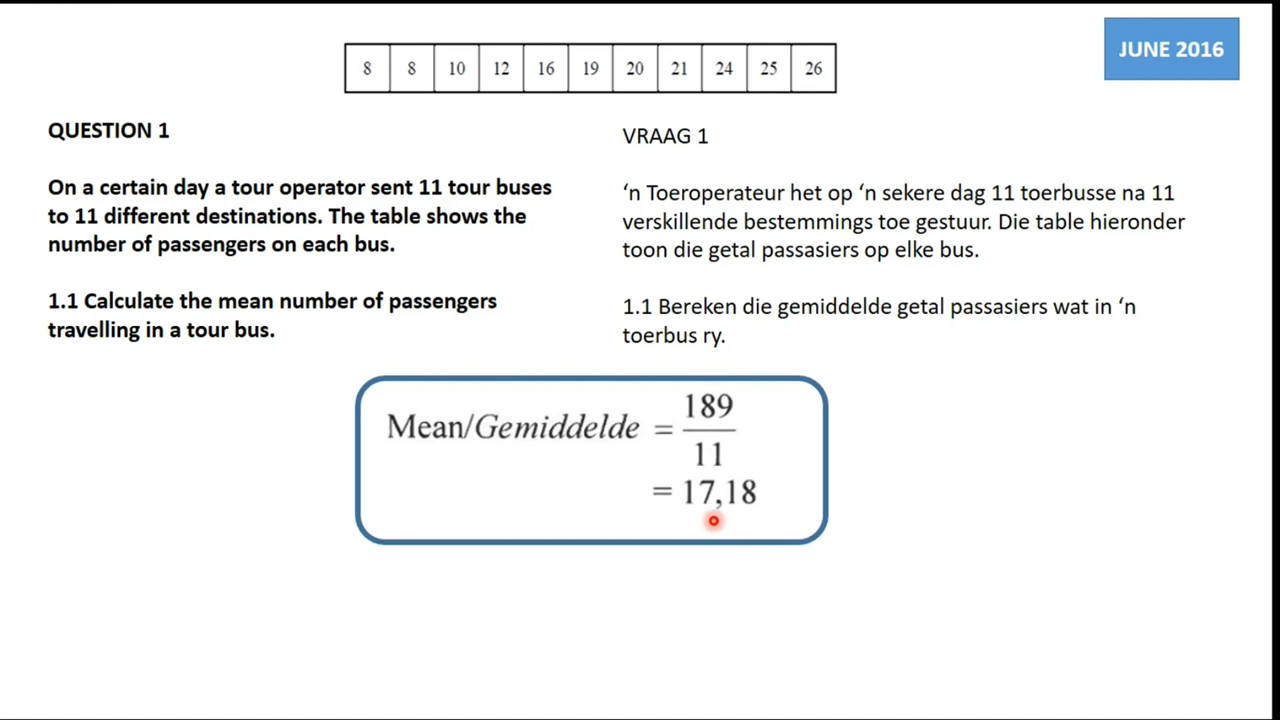 JUNE 2016
8 8 10 12 16 19 20 21 24 25 26
QUESTION 1
On a certain day a tour operator sent 11 tour buses
to 11 different destinations. The table shows the
number of passengers on each bus.
1.1 Calculate the mean number of passengers
travelling in a tour bus.
VRAAG 1
‘n Toeroperateur het op ‘n sekere dag 11 toerbusse na 11
verskillende bestemmings toe gestuur. Die table hieronder
toon die getal passasiers op elke bus.
1.1 Bereken die gemiddelde getal passasiers wat in ‘n
toerbus ry.
189
Mean/Gemiddelde =
11
= 17,18